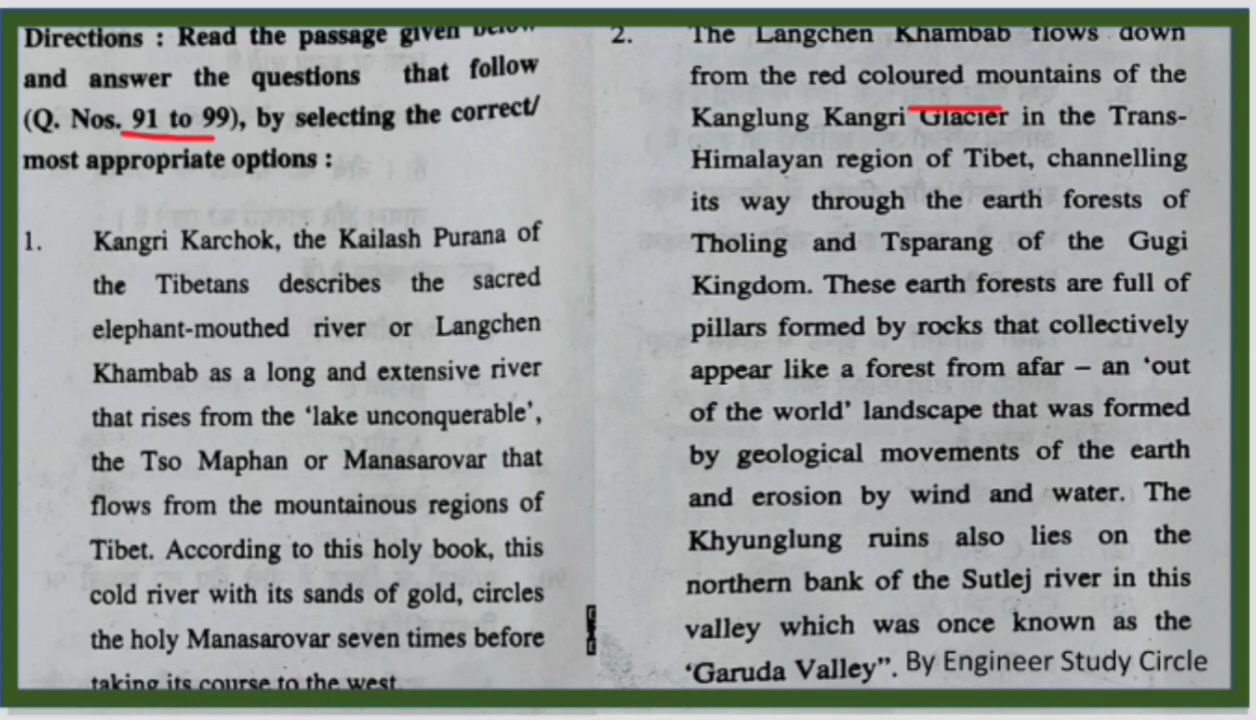 Directions : Read the passage given below
and answer the questions that follow
(Q. Nos. 91 to 99), by selecting the correct/
most appropriate options :
1. Kangri Karchok, the Kailash Purana of
the Tibetans describes the sacred
elephant-mouthed river or Langchen
Khambab as a long and extensive river
that rises from the ‘lake unconquerable’,
the Tso Maphan or Manasarovar that
flows from the mountainous regions of
Tibet. According to this holy book, this
cold river with its sands of gold, circles
the holy Manasarovar seven times before
taking its course to the west.
2. The Langchen Khambab flows down
from the red coloured mountains of the
Kanglung Kangri Glacier in the Trans-
Himalayan region of Tibet, channelling
its way through the earth forests of
Tholing and Tsparang of the Gugi
Kingdom. These earth forests are full of
pillars formed by rocks that collectively
appear like a forest from afar – an ‘out
of the world’ landscape that was formed
by geological movements of the earth
and erosion by wind and water. The
Khyunglung ruins also lies on the
northern bank of the Sutlej river in this
valley which was once known as the
‘Garuda Valley”. By Engineer Study Circle